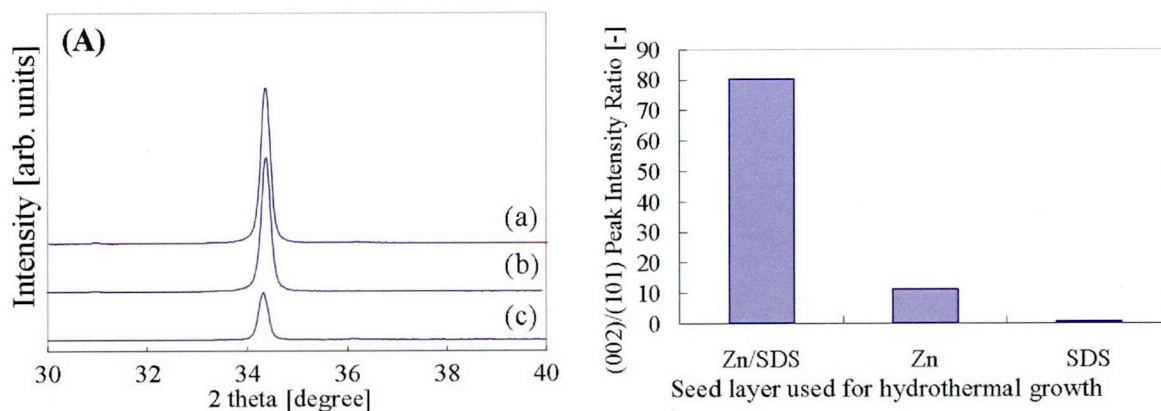 (A)
Intensity [arb. units]
(a)
(b)
(c)
30 32 34 36 38 40
2 theta [degree]
(002)/(101) Peak Intensity Ratio [-]
90
80
70
60
50
40
30
20
10
0
Zn/SDS Zn SDS
Seed layer used for hydrothermal growth